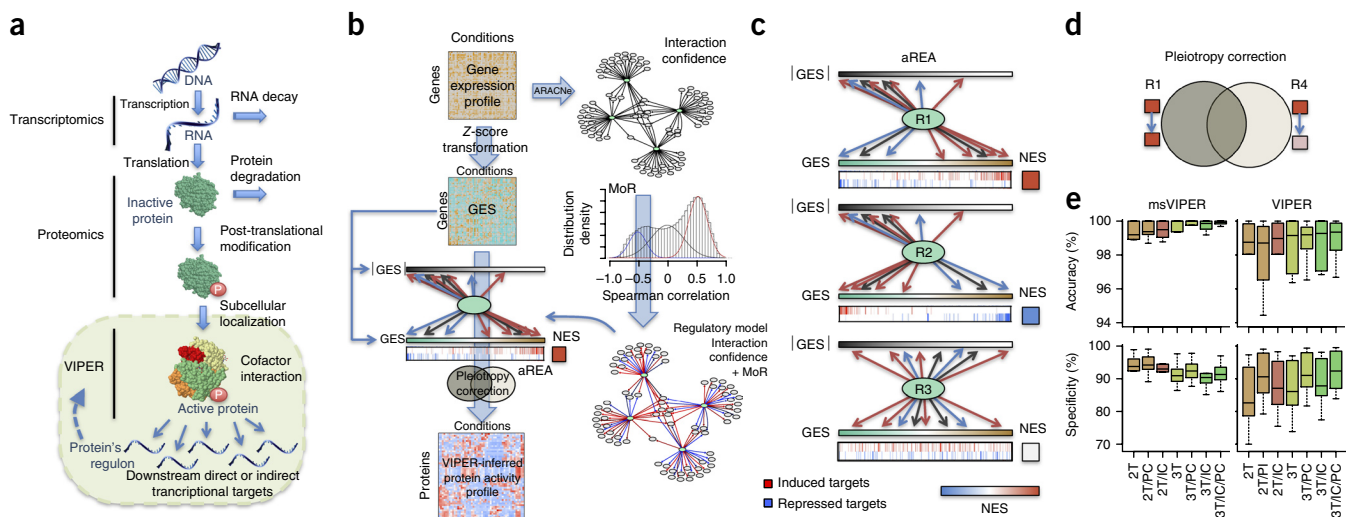 a
DNA
Transcription
RNA decay
Transcriptomics
RNA
Translation
Protein
degradation
Inactive protein
Proteomics
Post-translational
modification
P
Subcellular
localization
VIPER
Cofactor
interaction
P
Active protein
Protein's
regulon
Downstream direct or indirect
trancriptional targets
b
Conditions
Genes
Gene
expression
profile
ARACNe
Interaction
confidence
Z-score
transformation
Conditions
Genes
GES
MoR
Distribution
density
−1.0 −0.5 0 0.5 1.0
Spearman correlation
|GES|
GES
NES
aREA
Pleiotropy
correction
Regulatory model
Interaction
confidence
+ MoR
Conditions
Proteins
VIPER-inferred
protein activity
profile
Induced targets
Repressed targets
c
aREA
|GES|
R1
GES
NES
|GES|
R2
GES
NES
|GES|
R3
GES
NES
NES
d
Pleiotropy correction
R1
R4
e
msVIPER
VIPER
Accuracy (%)
100
98
96
94
Specificity (%)
100
90
80
70
2T
2T/PC
2T/IC
3T
3T/PC
3T/IC
3T/IC/PC
2T
2T/PI
2T/IC
3T
3T/PC
3T/IC
3T/IC/PC